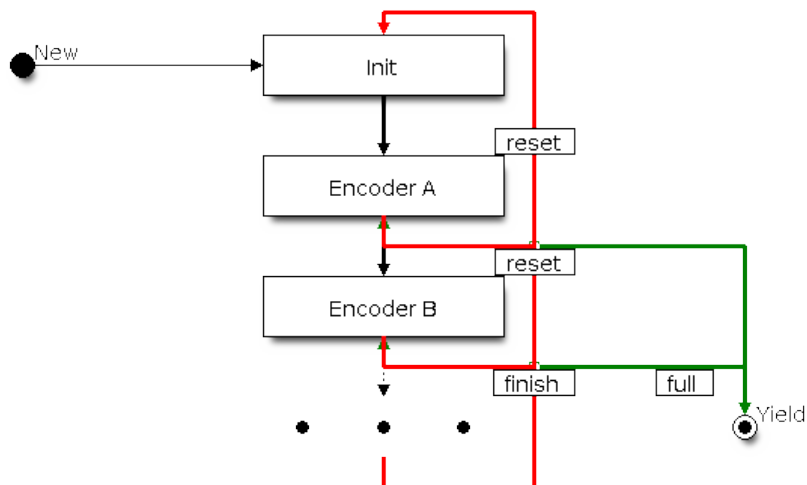 New
Init
reset
Encoder A
reset
Encoder B
finish
full
Yield